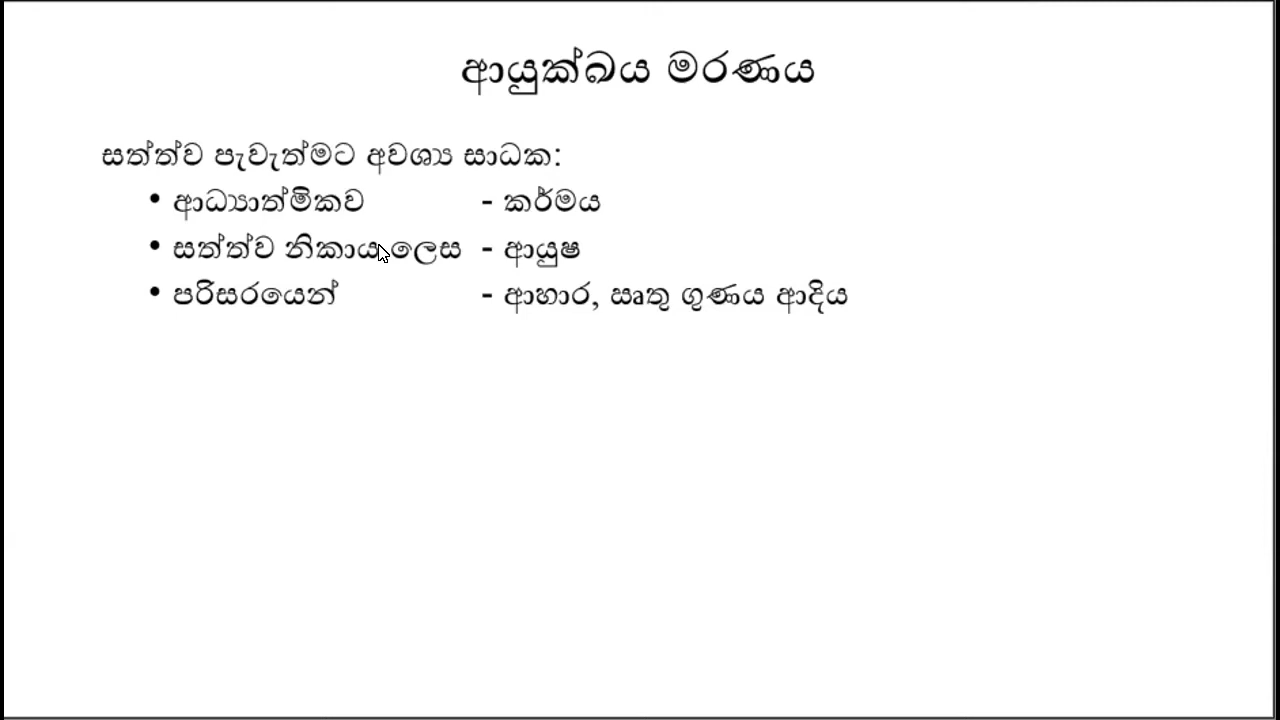 ආයුක්ඛය මරණය
සත්ත්ව පැවැත්මට අවශ්‍ය සාධක:
• ආධ්‍යාත්මිකව - කර්මය
• සත්ත්ව නිකාය ලෙස - ආයුෂ
• පරිසරයෙන් - ආහාර, ඍතු ගුණය ආදිය